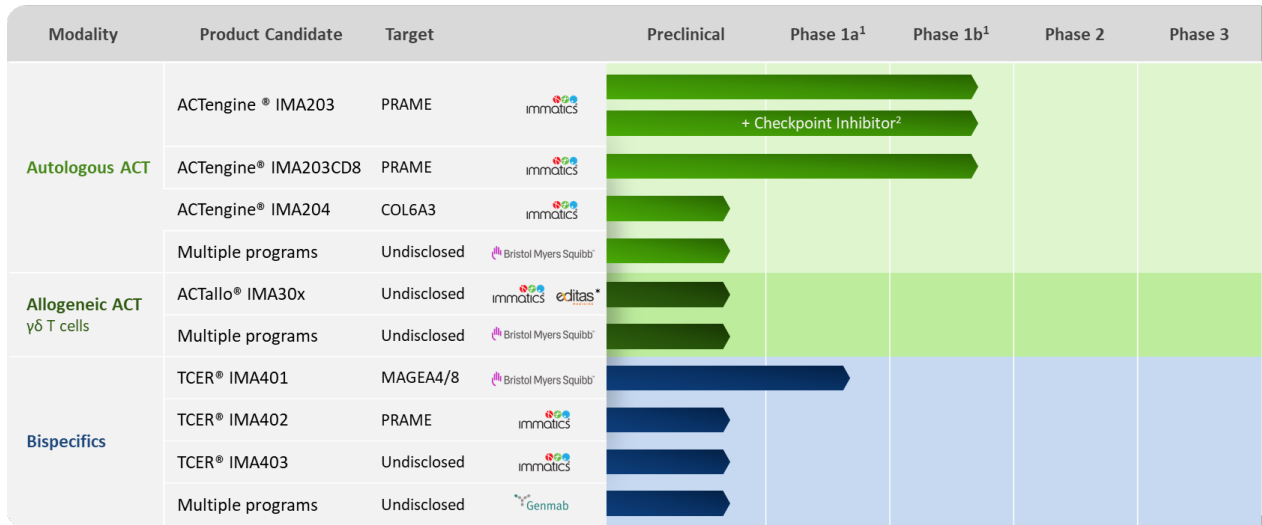 Modality Product Candidate Target Preclinical Phase 1a¹ Phase 1b¹ Phase 2 Phase 3
Autologous ACT
ACTengine ® IMA203 PRAME immatics
+ Checkpoint Inhibitor²
ACTengine® IMA203CD8 PRAME immatics
ACTengine® IMA204 COL6A3 immatics
Multiple programs Undisclosed Bristol Myers Squibb™
Allogeneic ACT
γδ T cells
ACTallo® IMA30x Undisclosed immatics editas*
Multiple programs Undisclosed Bristol Myers Squibb™
Bispecifics
TCER® IMA401 MAGEA4/8 Bristol Myers Squibb™
TCER® IMA402 PRAME immatics
TCER® IMA403 Undisclosed immatics
Multiple programs Undisclosed Genmab